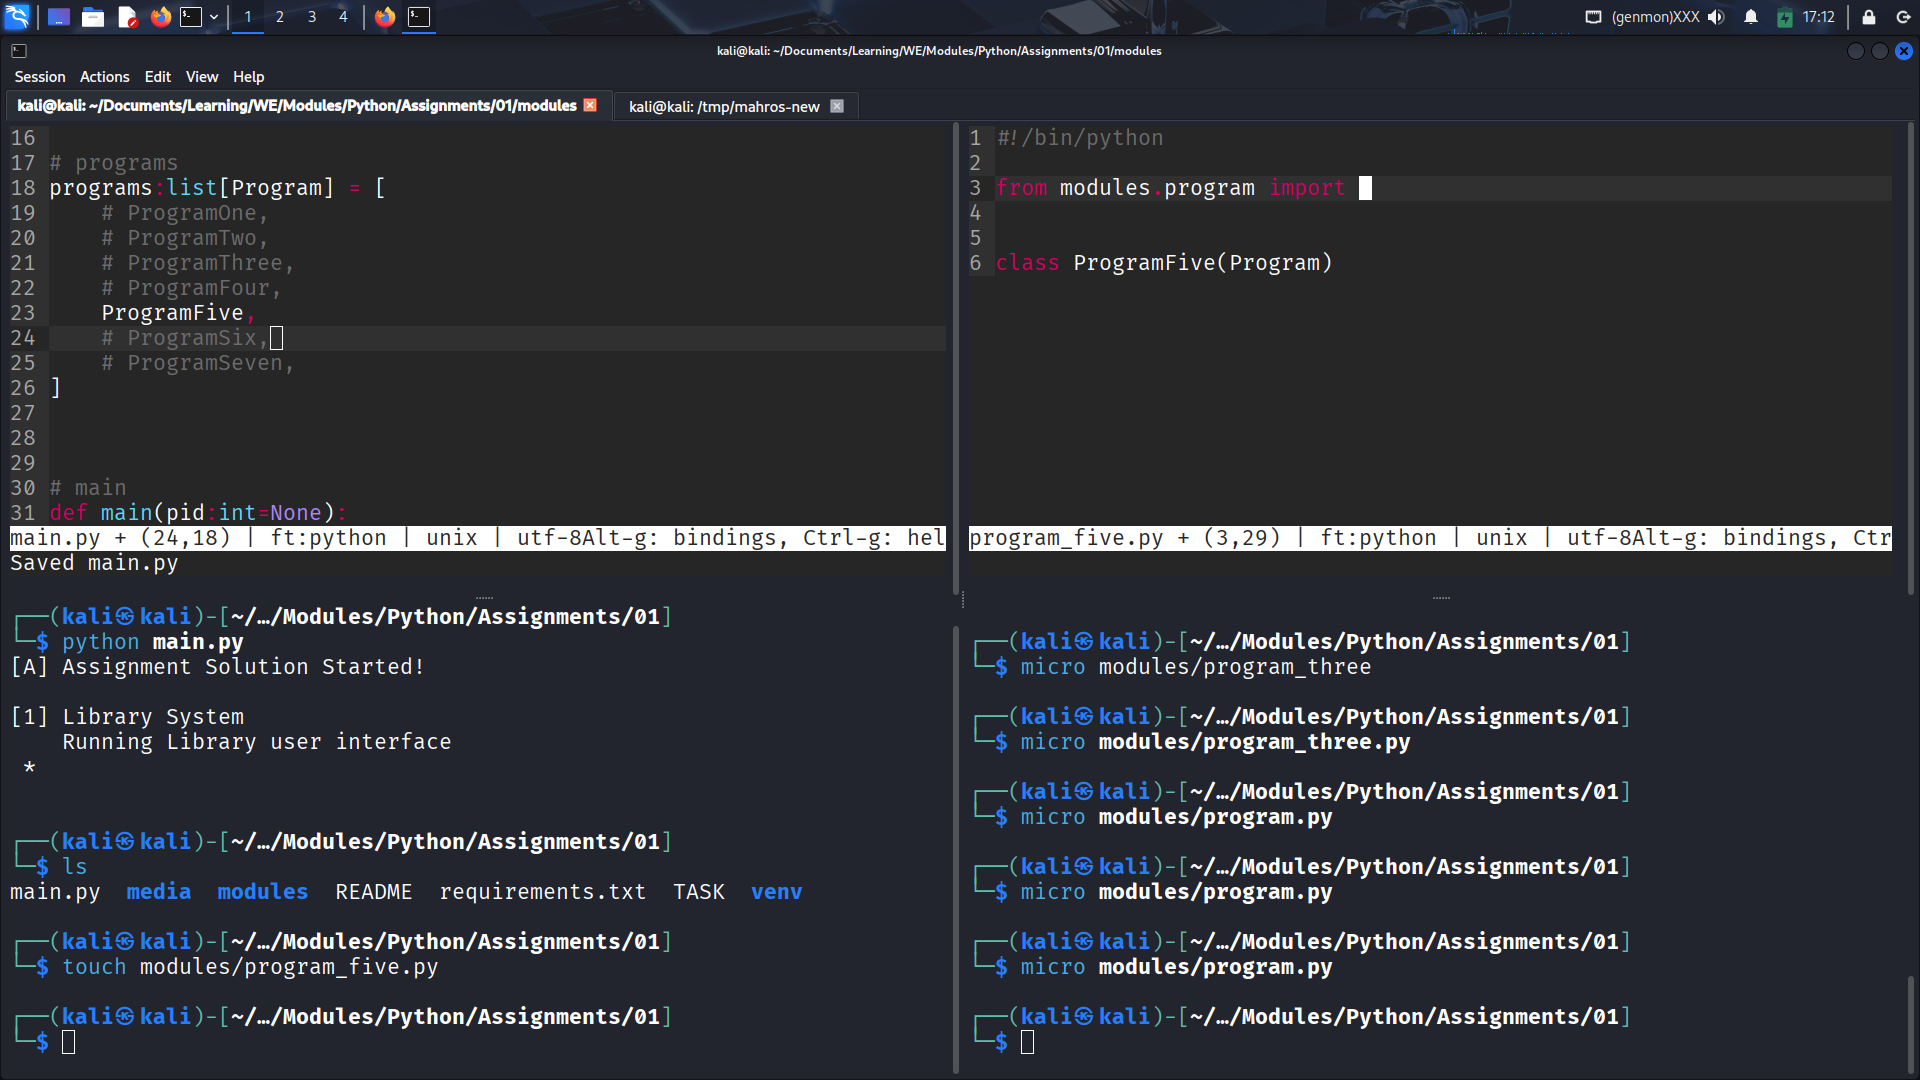 1 2 3 4 (genmon)XXX 17:12
kali@kali: ~/Documents/Learning/WE/Modules/Python/Assignments/01/modules
Session Actions Edit View Help
kali@kali: ~/Documents/Learning/WE/Modules/Python/Assignments/01/modules
kali@kali: /tmp/mahros-new
16
17 # programs
18 programs:list[Program] = [
19     # ProgramOne,
20     # ProgramTwo,
21     # ProgramThree,
22     # ProgramFour,
23     ProgramFive,
24     # ProgramSix,
25     # ProgramSeven,
26 ]
27
28
29
30 # main
31 def main(pid:int=None):
main.py + (24,18) | ft:python | unix | utf-8Alt-g: bindings, Ctrl-g: hel
Saved main.py
1 #!/bin/python
2
3 from modules.program import
4
5
6 class ProgramFive(Program)
program_five.py + (3,29) | ft:python | unix | utf-8Alt-g: bindings, Ctr
┌──(kali㉿kali)-[~/…/Modules/Python/Assignments/01]
└─$ python main.py
[A] Assignment Solution Started!
[1] Library System
    Running Library user interface
 *
┌──(kali㉿kali)-[~/…/Modules/Python/Assignments/01]
└─$ ls
main.py  media  modules  README  requirements.txt  TASK  venv
┌──(kali㉿kali)-[~/…/Modules/Python/Assignments/01]
└─$ touch modules/program_five.py
┌──(kali㉿kali)-[~/…/Modules/Python/Assignments/01]
└─$
┌──(kali㉿kali)-[~/…/Modules/Python/Assignments/01]
└─$ micro modules/program_three
┌──(kali㉿kali)-[~/…/Modules/Python/Assignments/01]
└─$ micro modules/program_three.py
┌──(kali㉿kali)-[~/…/Modules/Python/Assignments/01]
└─$ micro modules/program.py
┌──(kali㉿kali)-[~/…/Modules/Python/Assignments/01]
└─$ micro modules/program.py
┌──(kali㉿kali)-[~/…/Modules/Python/Assignments/01]
└─$ micro modules/program.py
┌──(kali㉿kali)-[~/…/Modules/Python/Assignments/01]
└─$